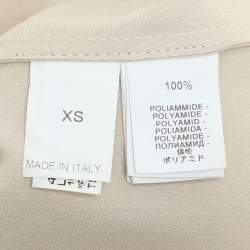 XS
MADE IN ITALY
100%
POLIAMMIDE -
POLYAMIDE -
POLYAMID -
POLIAMIDA -
POLYAMIDE -
ПОЛИАМИД -
ポリアミド